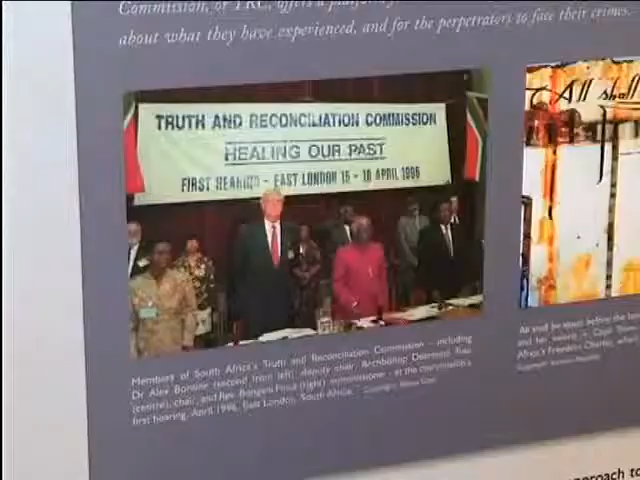 Commission, or TRC, offers a
about what they have experienced, and for the perpetrators to face their crimes.
TRUTH AND RECONCILIATION COMMISSION
HEALING OUR PAST
FIRST HEARING - EAST LONDON 15 - 18 APRIL 1996
All shall
Members of South Africa's Truth and Reconciliation Commission - including
Dr Alex Boraine (second from left) deputy chair, Archbishop Desmond Tutu
(centre), chair, and Rev. Bongani Finca (right) commissioner - at the commission's
first hearing, April 1996, East London, South Africa.
Africa's Freedom Charter,
approach to